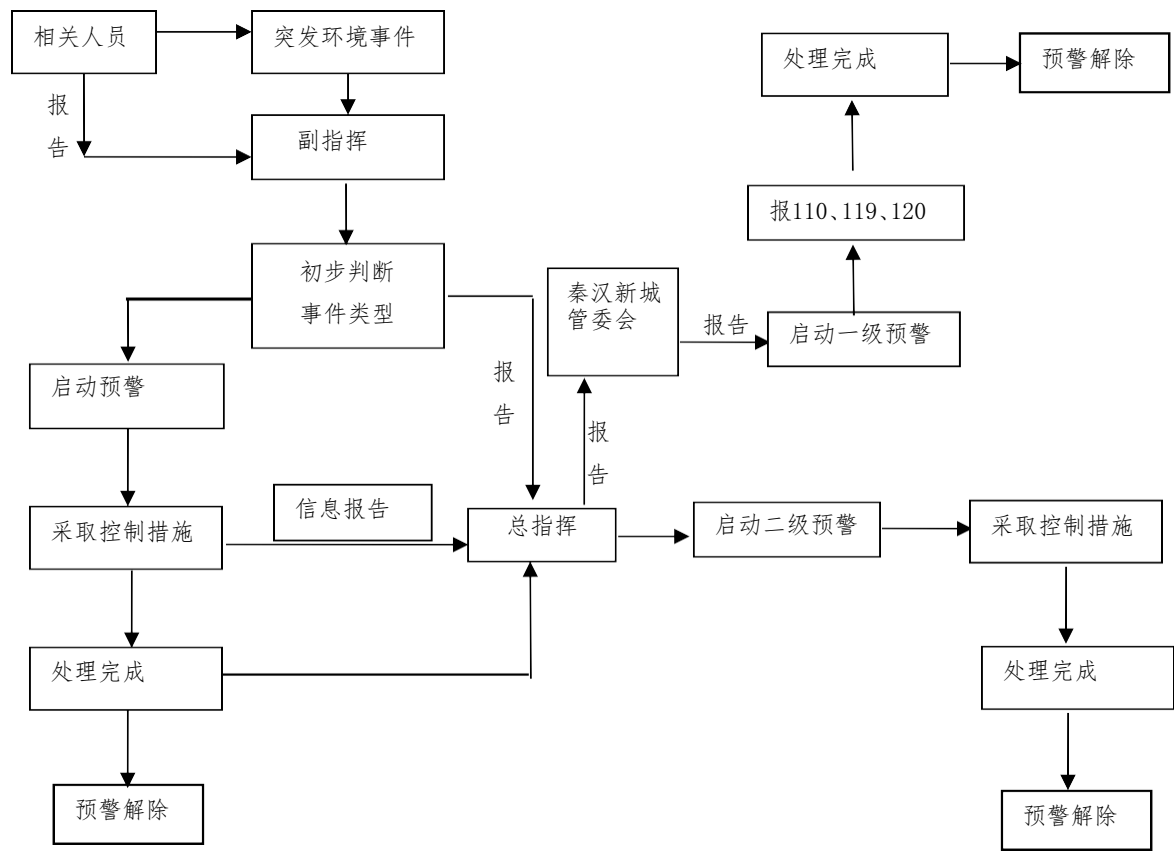 相关人员
突发环境事件
处理完成
预警解除
报
告
副指挥
报110、119、120
初步判断
事件类型
秦汉新城
管委会
报告
启动一级预警
启动预警
报
告
报
告
信息报告
采取控制措施
总指挥
启动二级预警
采取控制措施
处理完成
处理完成
预警解除
预警解除